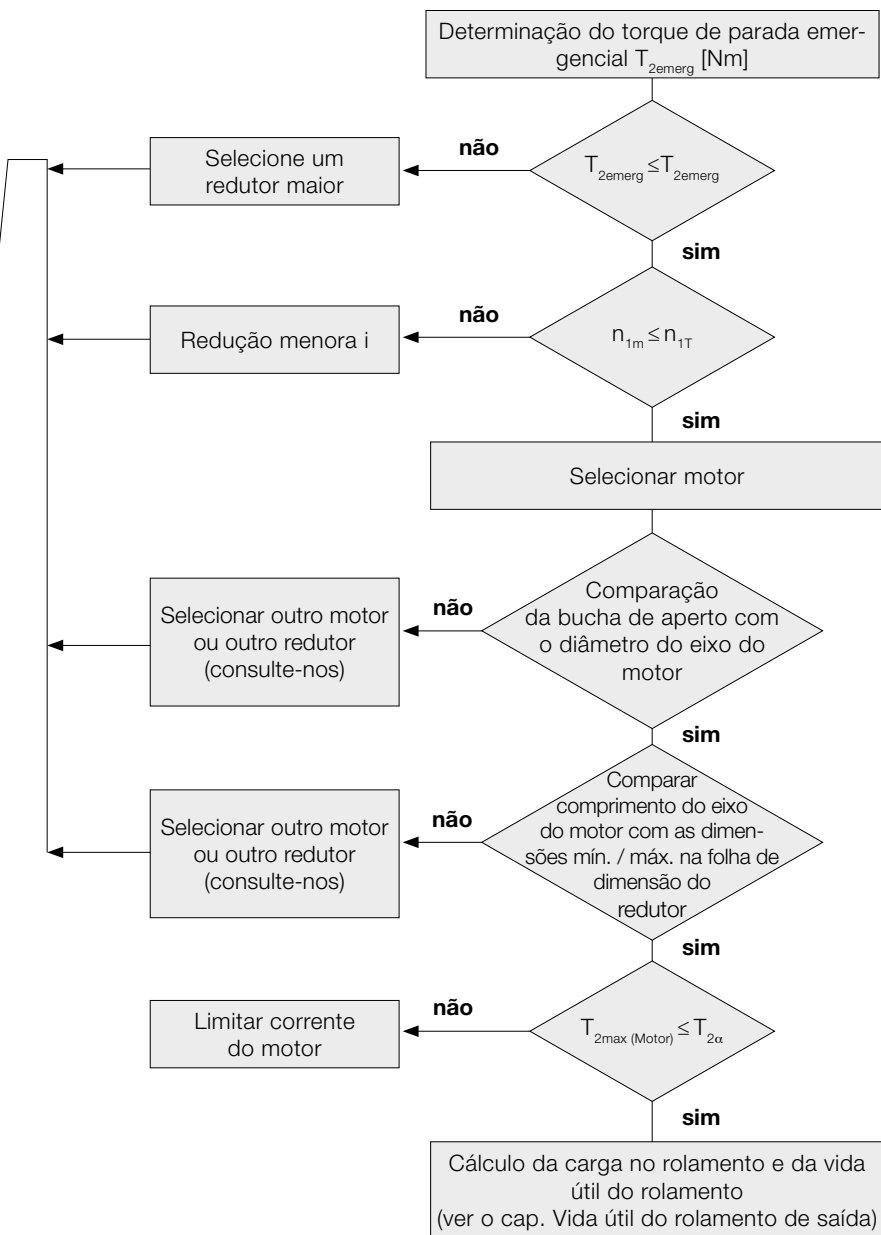 Determinação do torque de parada emer-
gencial T2emerg [Nm]
não
Selecione um
redutor maior
T2emerg ≤ T2emerg
sim
não
Redução menora i
n1m ≤ n1T
sim
Selecionar motor
Selecionar outro motor
ou outro redutor
(consulte-nos)
não
Comparação
da bucha de aperto com
o diâmetro do eixo do
motor
sim
Selecionar outro motor
ou outro redutor
(consulte-nos)
não
Comparar
comprimento do eixo
do motor com as dimen-
sões mín. / máx. na folha de
dimensão do
redutor
sim
Limitar corrente
do motor
não
T2max (Motor) ≤ T2α
sim
Cálculo da carga no rolamento e da vida
útil do rolamento
(ver o cap. Vida útil do rolamento de saída)